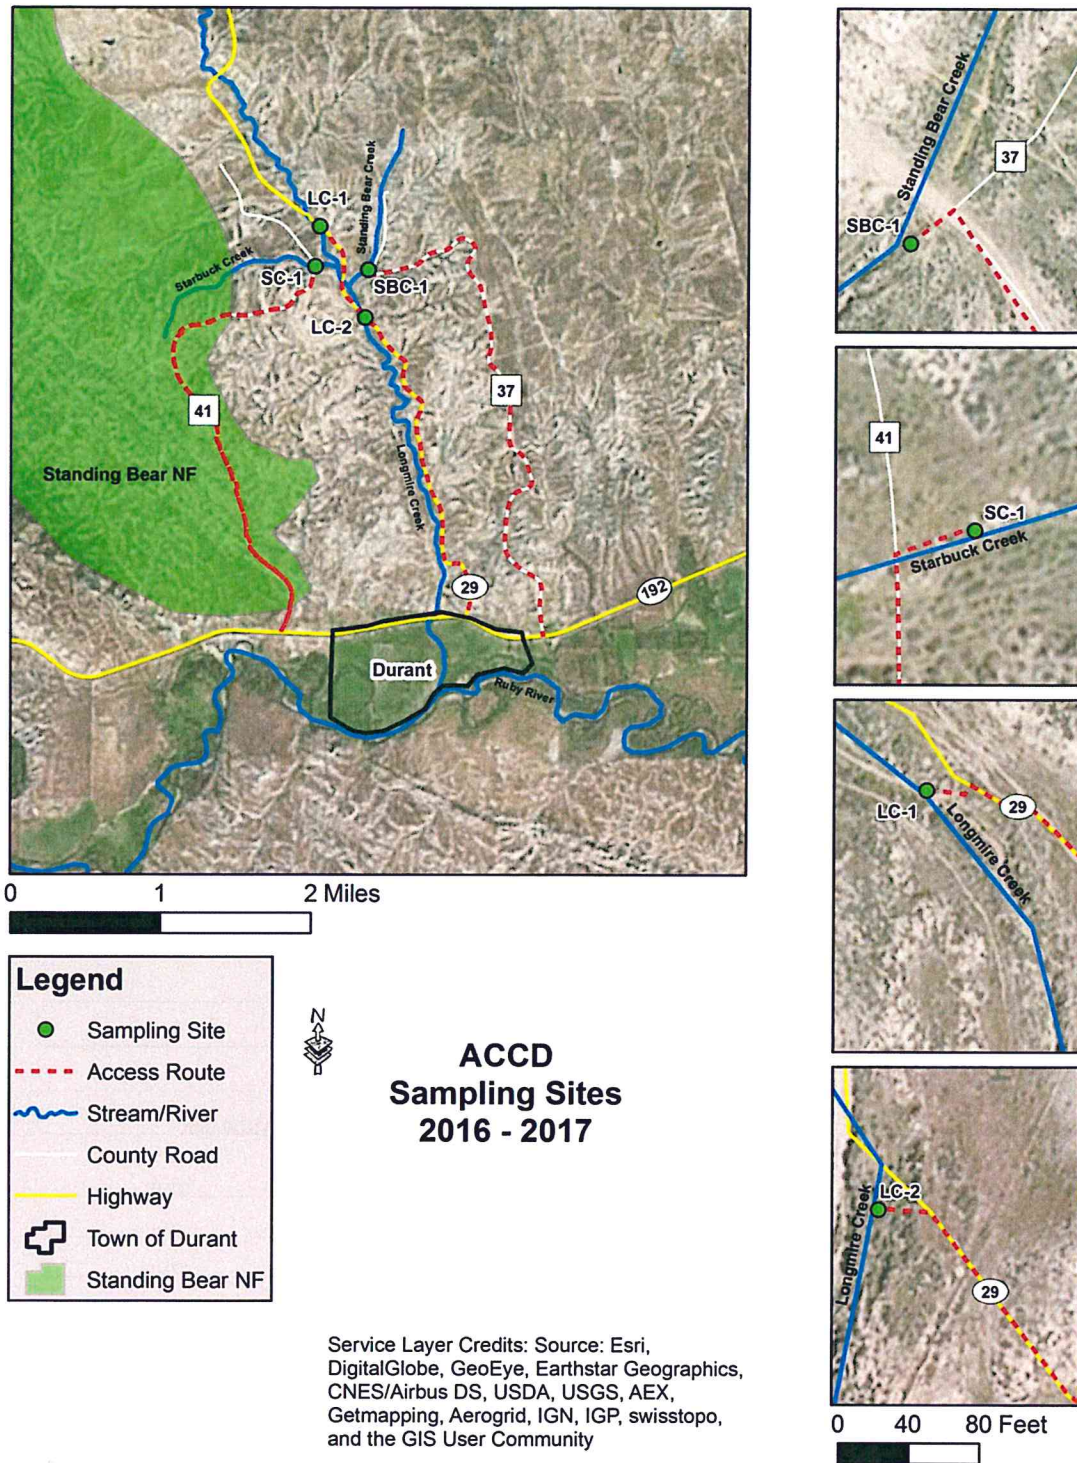 Standing Bear Creek
LC-1
Starbuck Creek
SC-1
SBC-1
LC-2
41
37
Standing Bear NF
Longmire Creek
29
192
Durant
Ruby River
0 1 2 Miles
Legend
Sampling Site
Access Route
Stream/River
County Road
Highway
Town of Durant
Standing Bear NF
N
ACCD
Sampling Sites
2016 - 2017
Service Layer Credits: Source: Esri,
DigitalGlobe, GeoEye, Earthstar Geographics,
CNES/Airbus DS, USDA, USGS, AEX,
Getmapping, Aerogrid, IGN, IGP, swisstopo,
and the GIS User Community
Standing Bear Creek
37
SBC-1
41
SC-1
Starbuck Creek
LC-1
29
Longmire Creek
LC-2
Longmire Creek
29
0 40 80 Feet